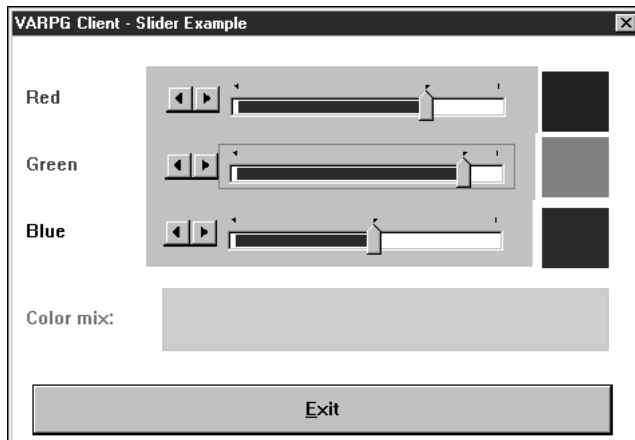 VARPG Client - Slider Example
Red
Green
Blue
Color mix:
Exit